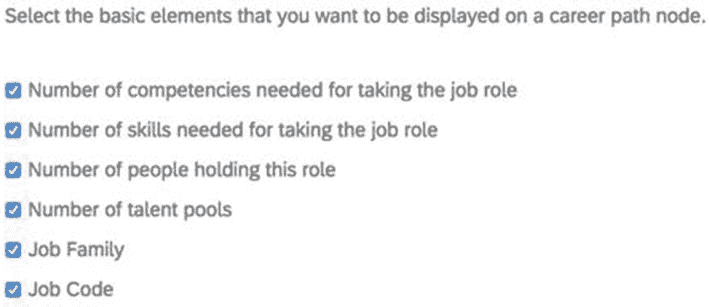 Select the basic elements that you want to be displayed on a career path node.
Number of competencies needed for taking the job role
Number of skills needed for taking the job role
Number of people holding this role
Number of talent pools
Job Family
Job Code